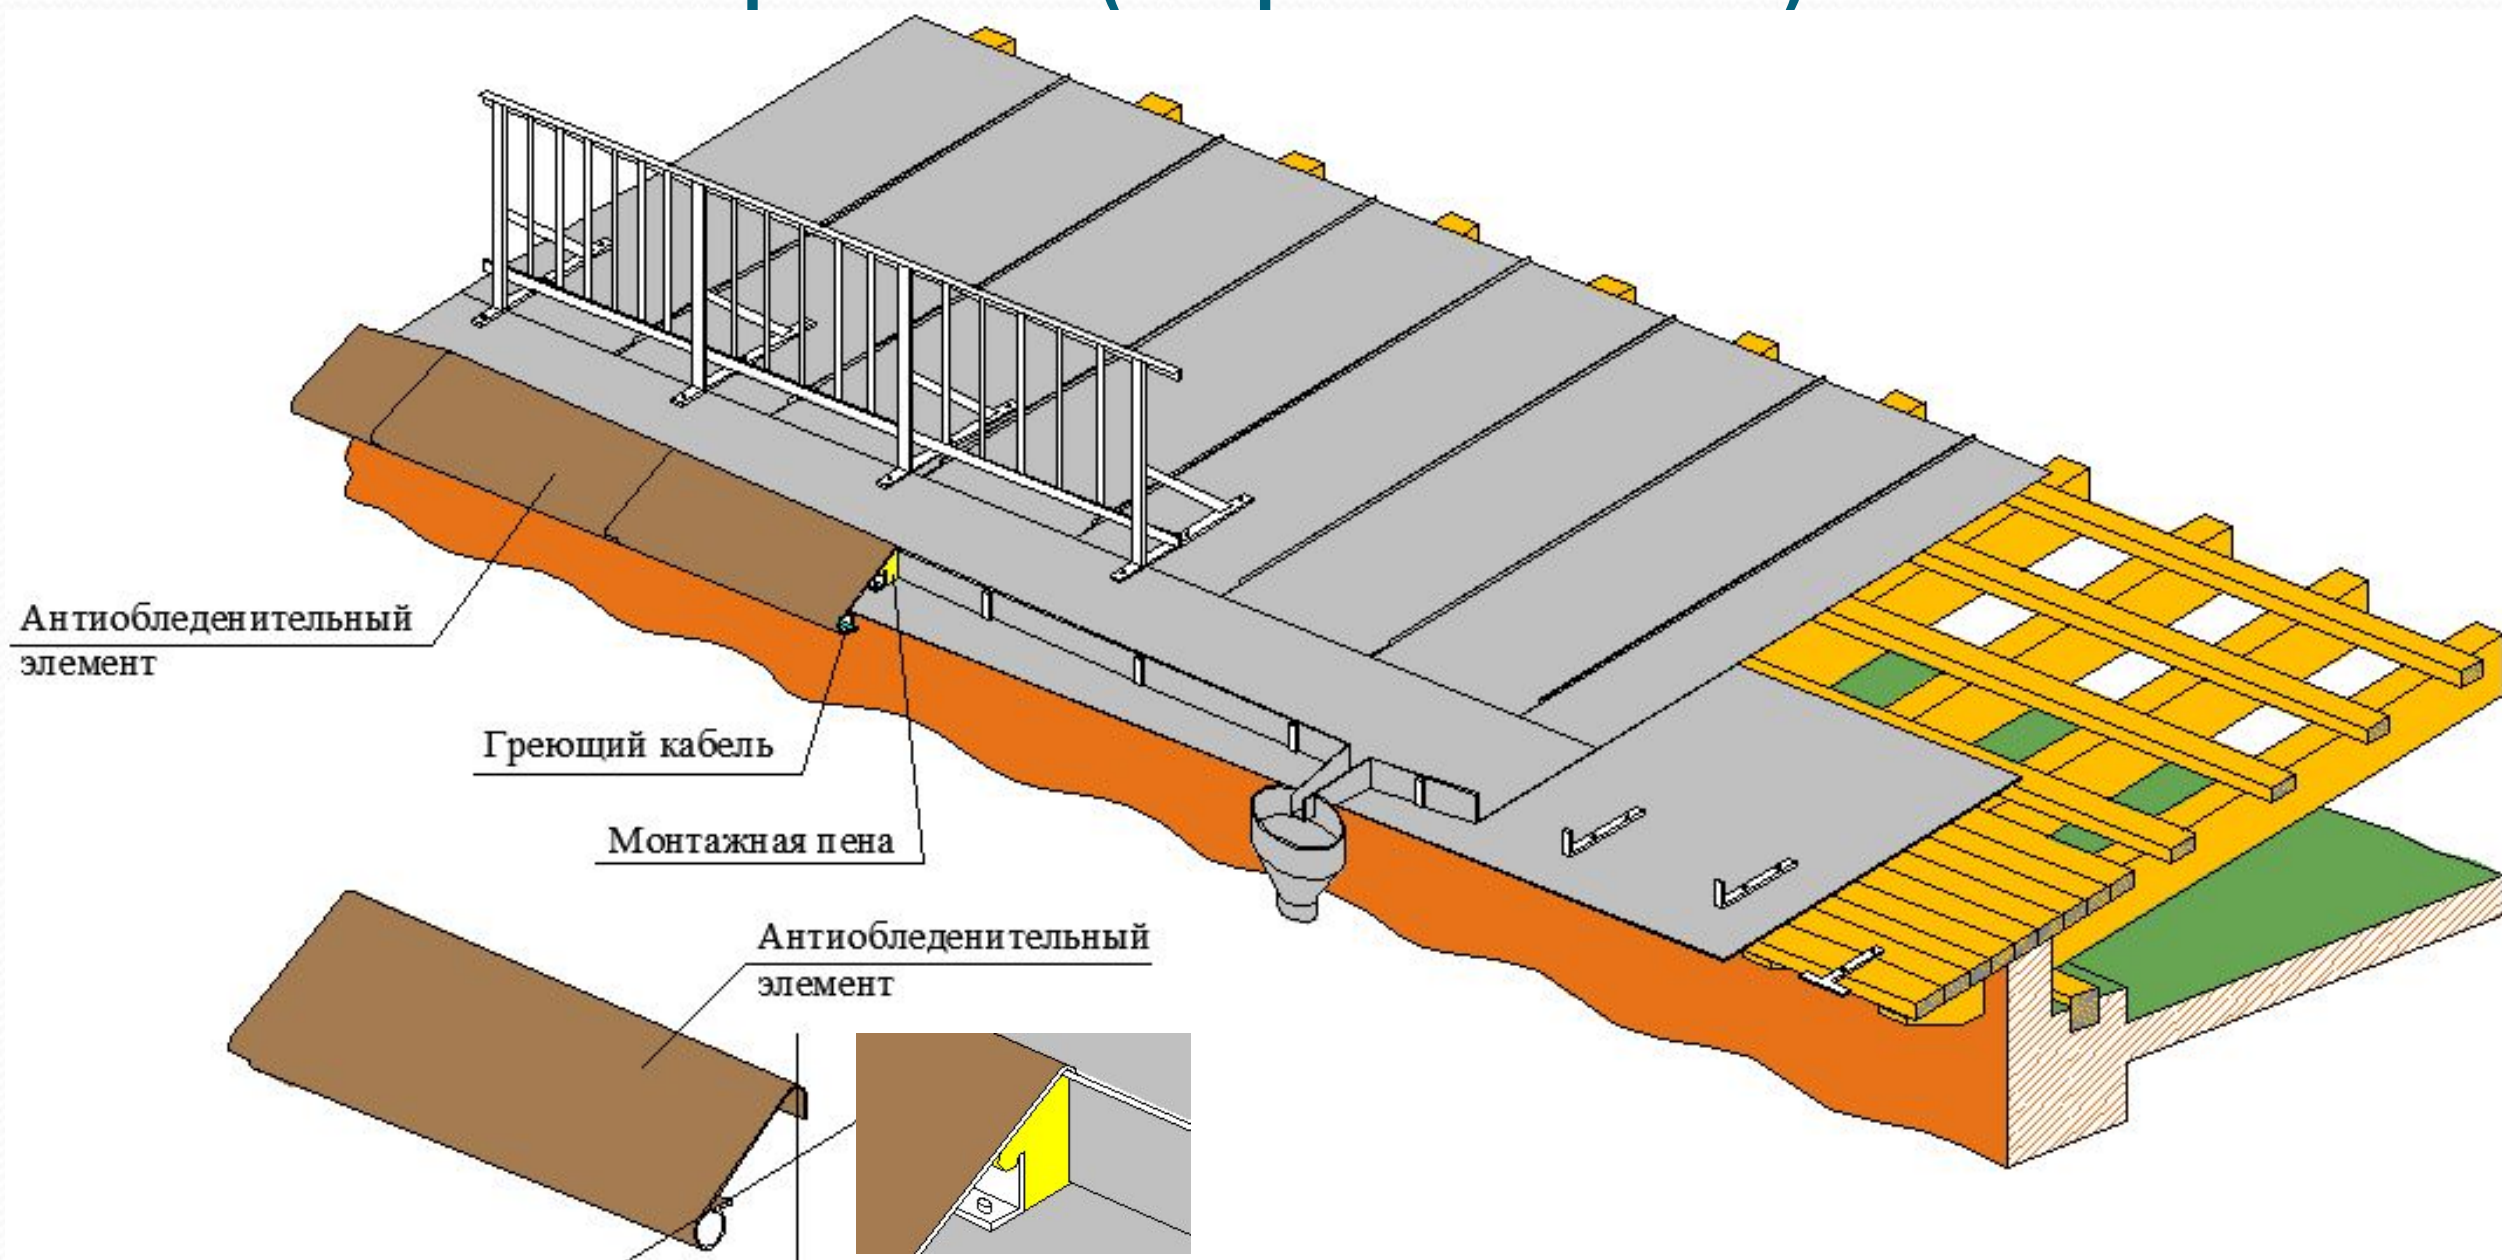 Антиобледенительный
элемент
Греющий кабель
Монтажная пена
Антиобледенительный
элемент